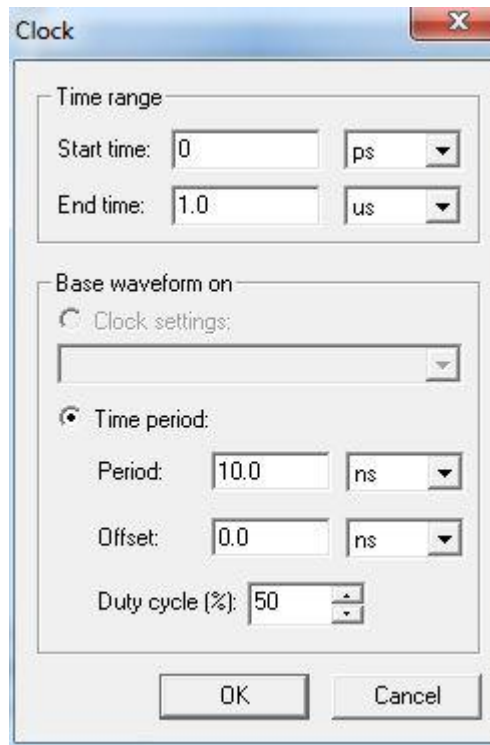 Clock
Time range
Start time: 0 ps
End time: 1.0 us
Base waveform on
Clock settings:
Time period:
Period: 10.0 ns
Offset: 0.0 ns
Duty cycle (%): 50
OK Cancel